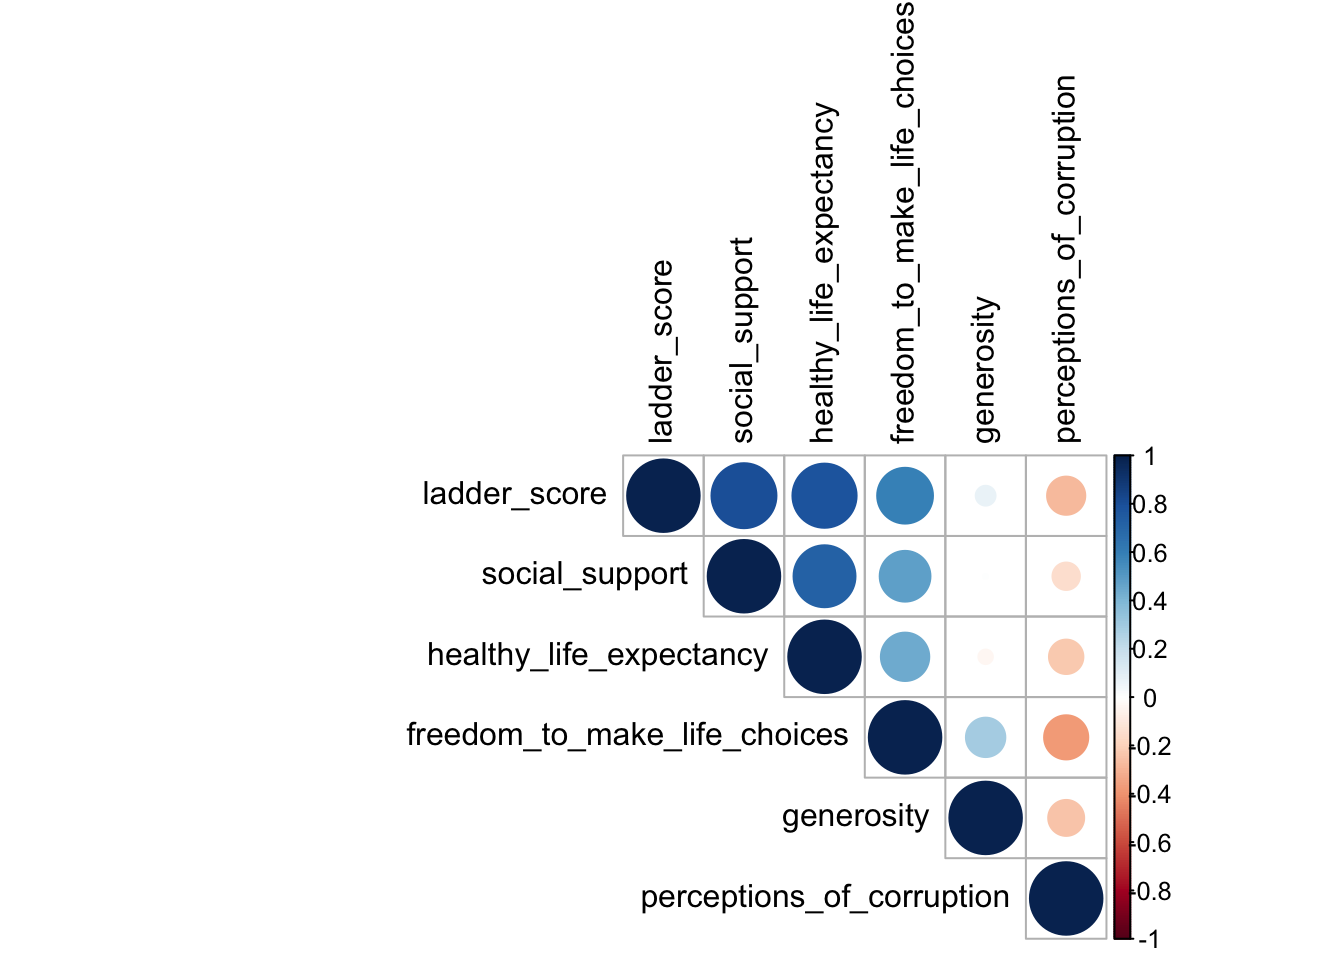 ladder_score
social_support
healthy_life_expectancy
freedom_to_make_life_choices
generosity
perceptions_of_corruption
ladder_score
social_support
healthy_life_expectancy
freedom_to_make_life_choices
generosity
perceptions_of_corruption
1
0.8
0.6
0.4
0.2
0
-0.2
-0.4
-0.6
-0.8
-1